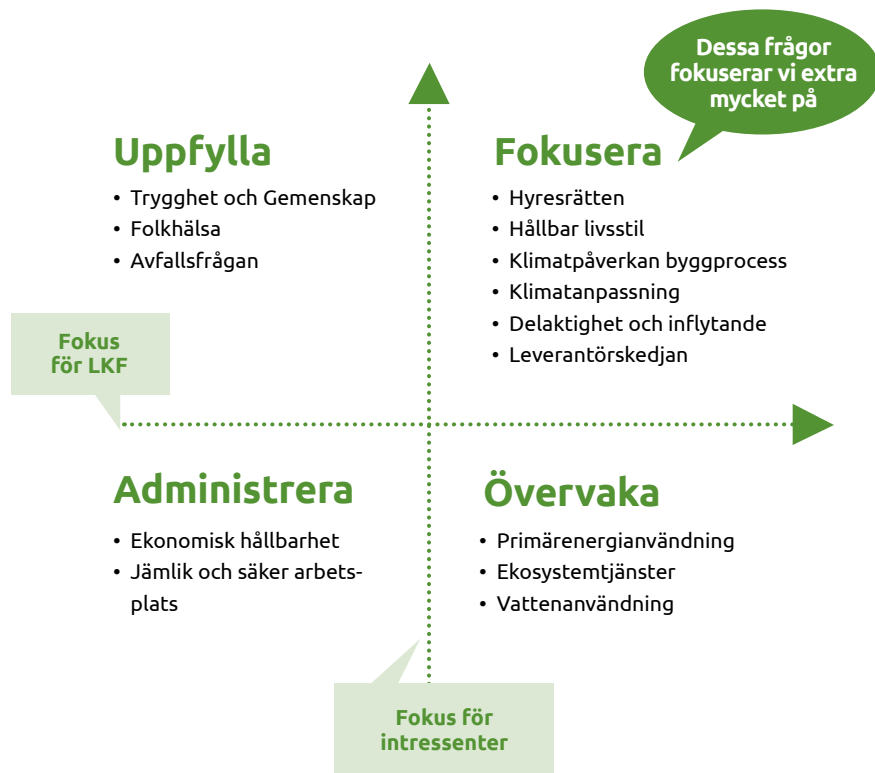 Dessa frågor
fokuserar vi extra
mycket på
Uppfylla
• Trygghet och Gemenskap
• Folkhälsa
• Avfallsfrågan
Fokusera
• Hyresrätten
• Hållbar livsstil
• Klimatpåverkan byggprocess
• Klimatanpassning
• Delaktighet och inflytande
• Leverantörskedjan
Fokus
för LKF
Administrera
• Ekonomisk hållbarhet
• Jämlik och säker arbets-
plats
Övervaka
• Primärenergianvändning
• Ekosystemtjänster
• Vattenanvändning
Fokus för
intressenter